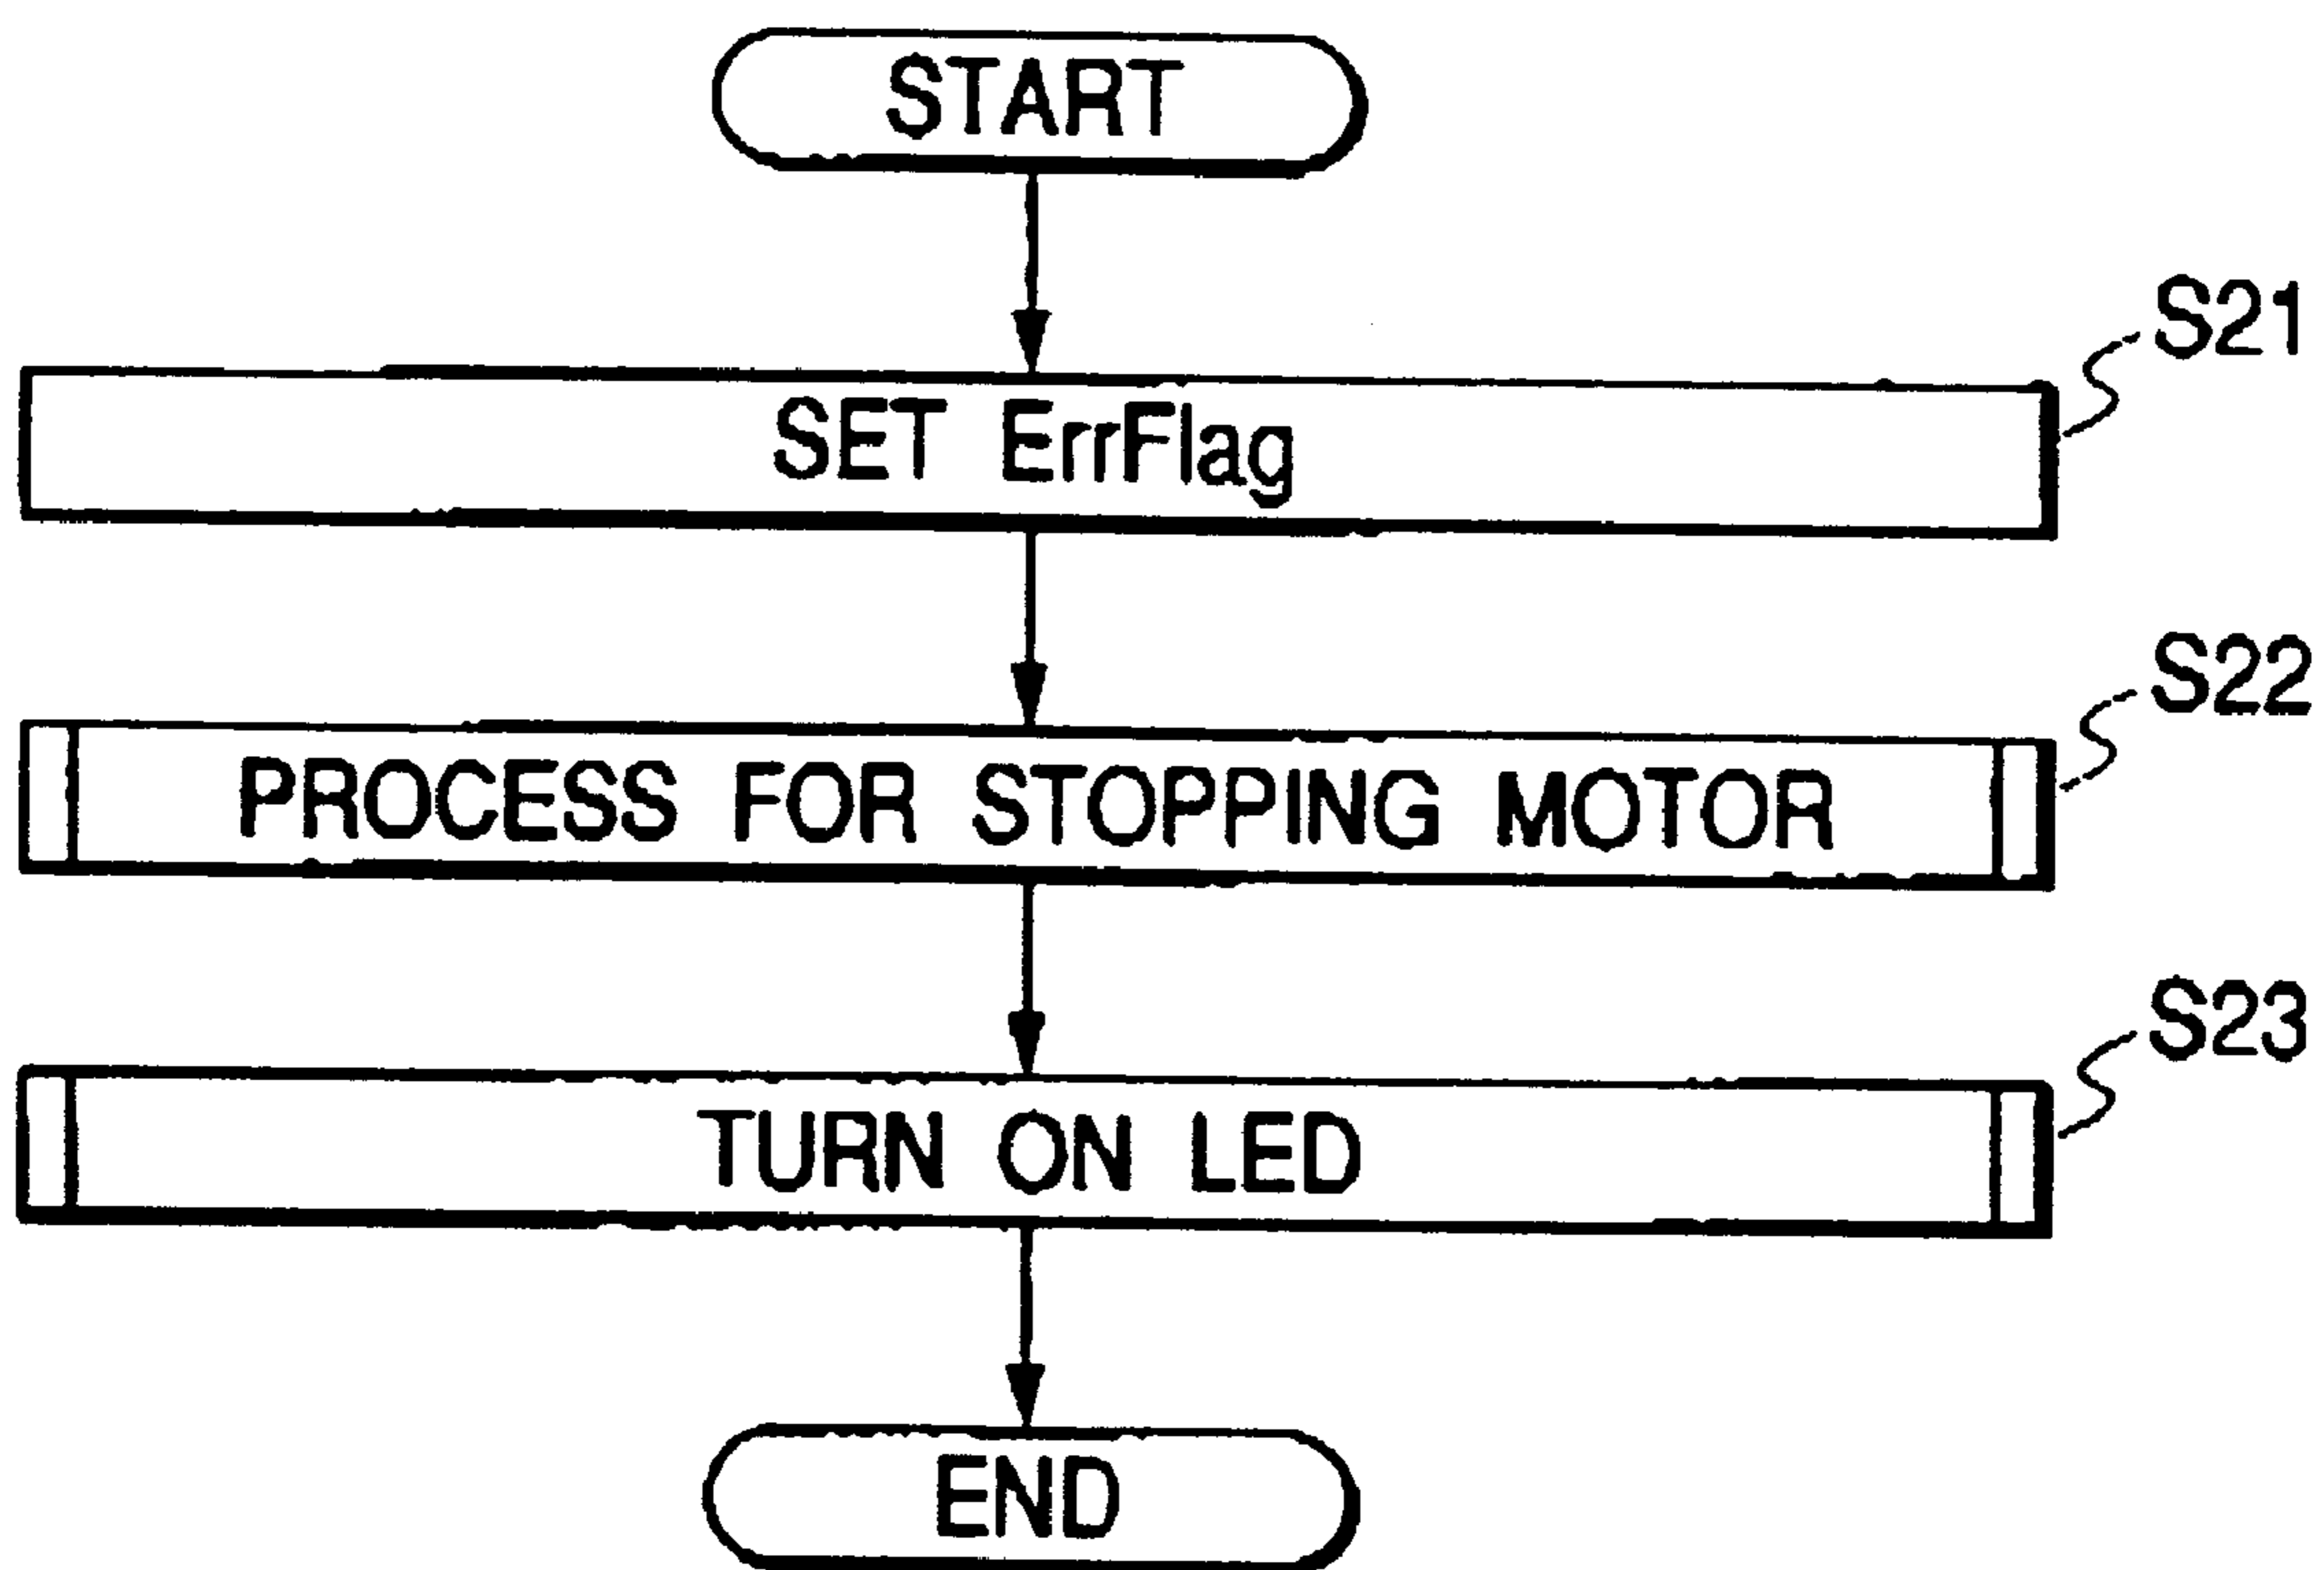 START
S21
SET ErrFlag
S22
PROCESS FOR STOPPING MOTOR
S23
TURN ON LED
END